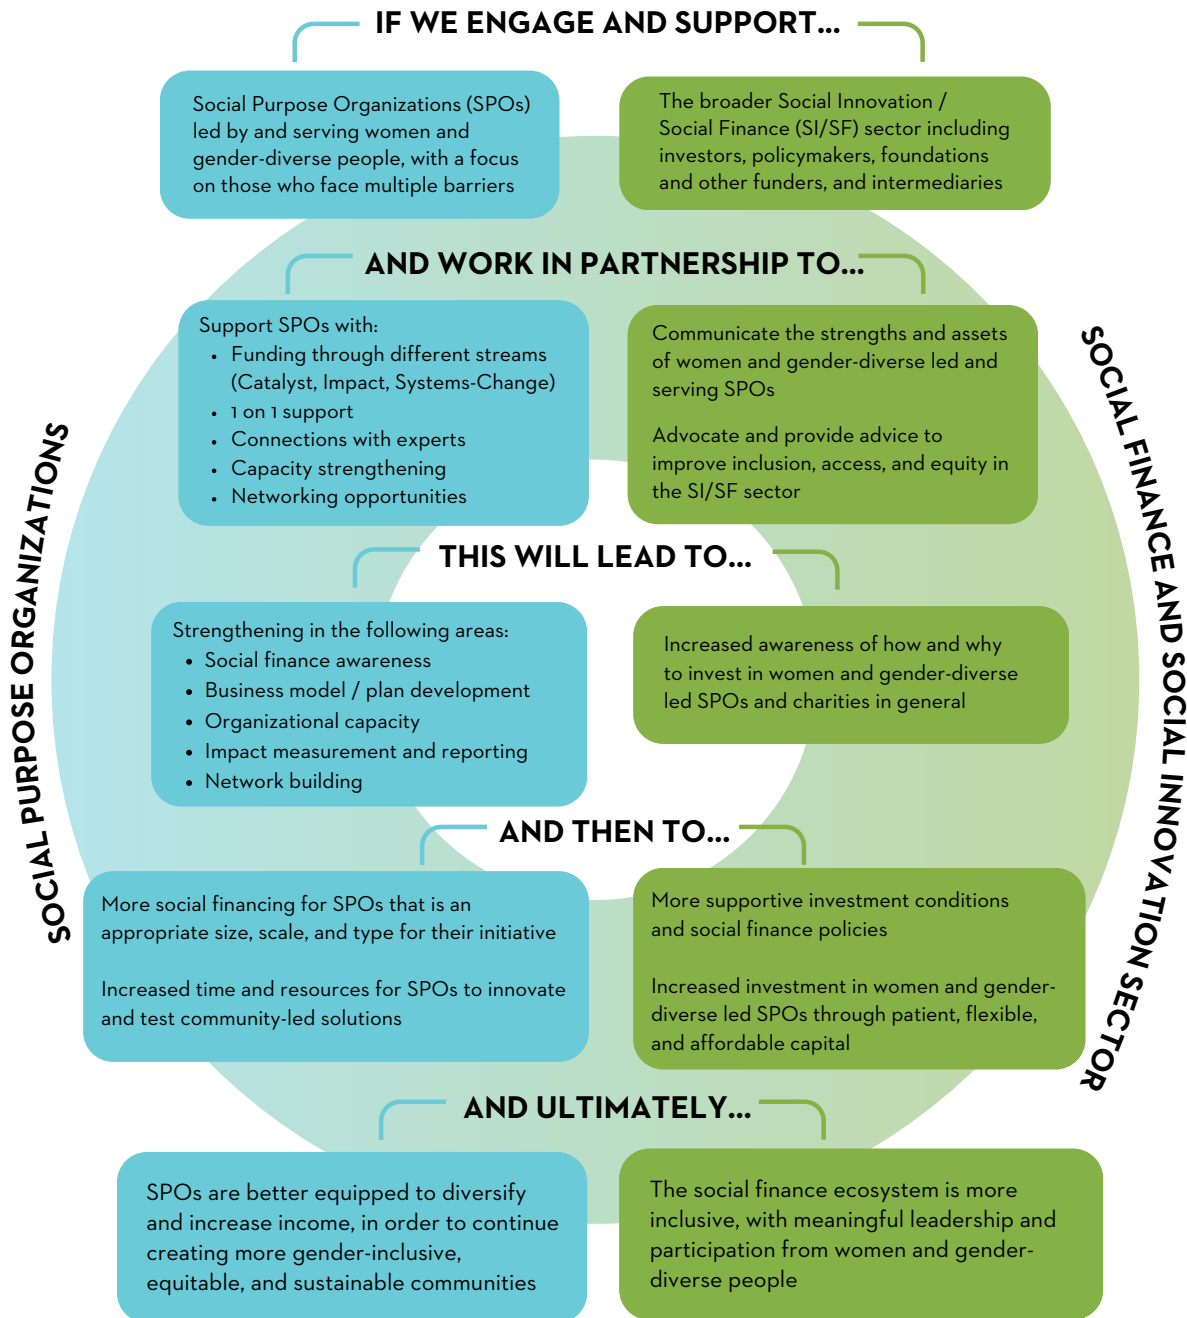 IF WE ENGAGE AND SUPPORT...
Social Purpose Organizations (SPOs)
led by and serving women and
gender-diverse people, with a focus
on those who face multiple barriers
The broader Social Innovation /
Social Finance (SI/SF) sector including
investors, policymakers, foundations
and other funders, and intermediaries
AND WORK IN PARTNERSHIP TO...
Support SPOs with:
• Funding through different streams
(Catalyst, Impact, Systems-Change)
• 1 on 1 support
• Connections with experts
• Capacity strengthening
• Networking opportunities
Communicate the strengths and assets
of women and gender-diverse led and
serving SPOs
Advocate and provide advice to
improve inclusion, access, and equity in
the SI/SF sector
THIS WILL LEAD TO...
Strengthening in the following areas:
• Social finance awareness
• Business model / plan development
• Organizational capacity
• Impact measurement and reporting
• Network building
Increased awareness of how and why
to invest in women and gender-diverse
led SPOs and charities in general
AND THEN TO...
More social financing for SPOs that is an
appropriate size, scale, and type for their initiative
Increased time and resources for SPOs to innovate
and test community-led solutions
More supportive investment conditions
and social finance policies
Increased investment in women and gender-
diverse led SPOs through patient, flexible,
and affordable capital
AND ULTIMATELY...
SPOs are better equipped to diversify
and increase income, in order to continue
creating more gender-inclusive,
equitable, and sustainable communities
The social finance ecosystem is more
inclusive, with meaningful leadership and
participation from women and gender-
diverse people
SOCIAL PURPOSE ORGANIZATIONS
SOCIAL FINANCE AND SOCIAL INNOVATION SECTOR